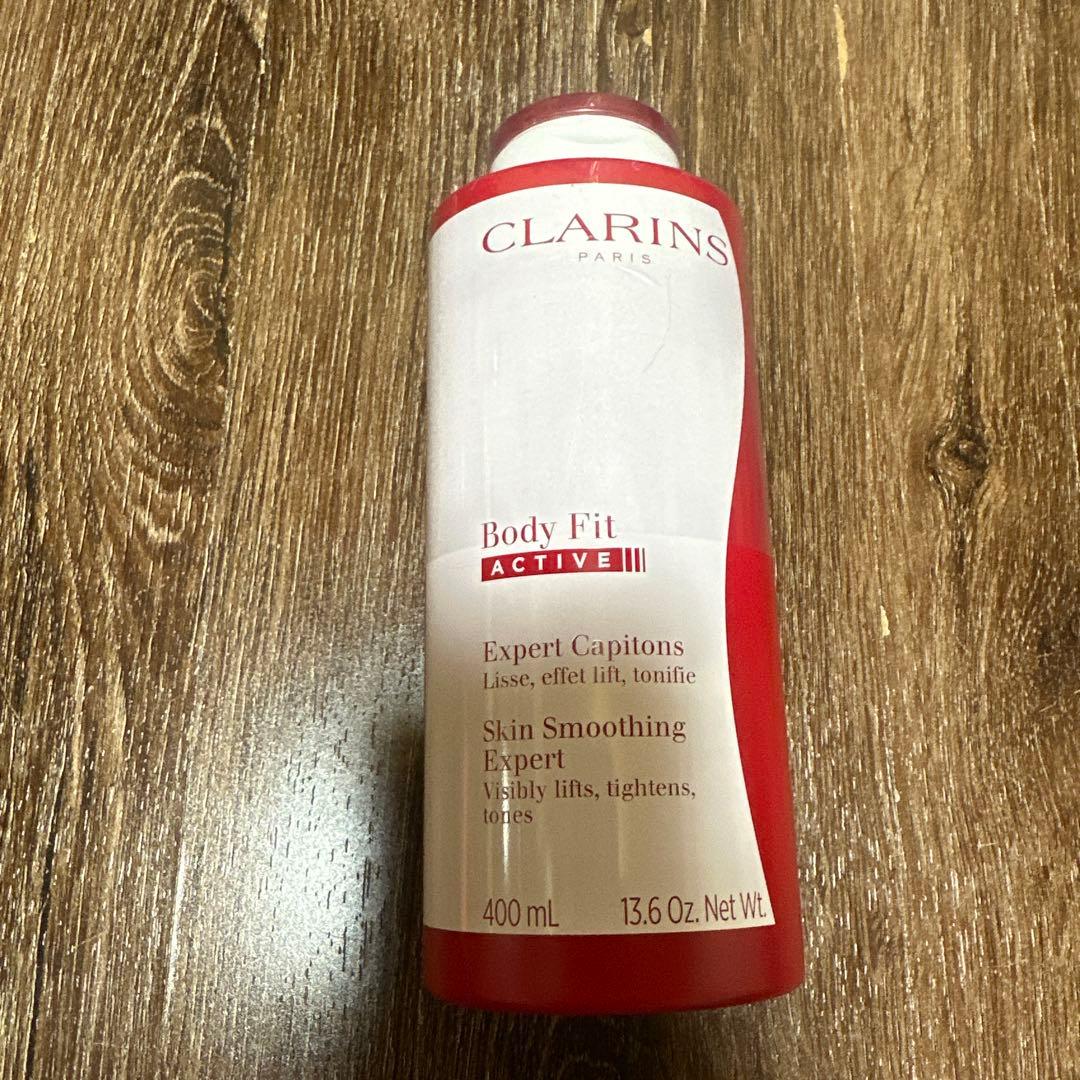 CLARINS
PARIS
Body Fit
ACTIVE
Expert Capitons
Lisse, effet lift, tonifie
Skin Smoothing
Expert
Visibly lifts, tightens,
tones
400 mL 13.6 Oz. Net Wt.